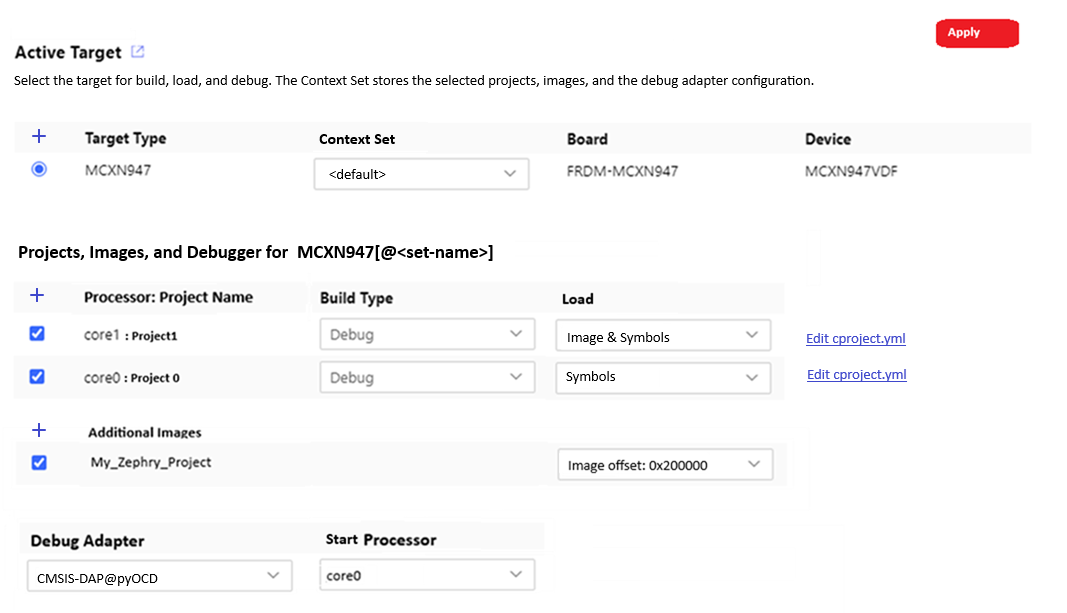 Apply
Active Target
Select the target for build, load, and debug. The Context Set stores the selected projects, images, and the debug adapter configuration.
+ Target Type Context Set Board Device
MCXN947 <default> FRDM-MCXN947 MCXN947VDF
Projects, Images, and Debugger for MCXN947[@<set-name>]
+ Processor: Project Name Build Type Load
core1 : Project1 Debug Image & Symbols Edit cproject.yml
core0 : Project 0 Debug Symbols Edit cproject.yml
+ Additional Images
My_Zephry_Project Image offset: 0x200000
Debug Adapter Start Processor
CMSIS-DAP@pyOCD core0